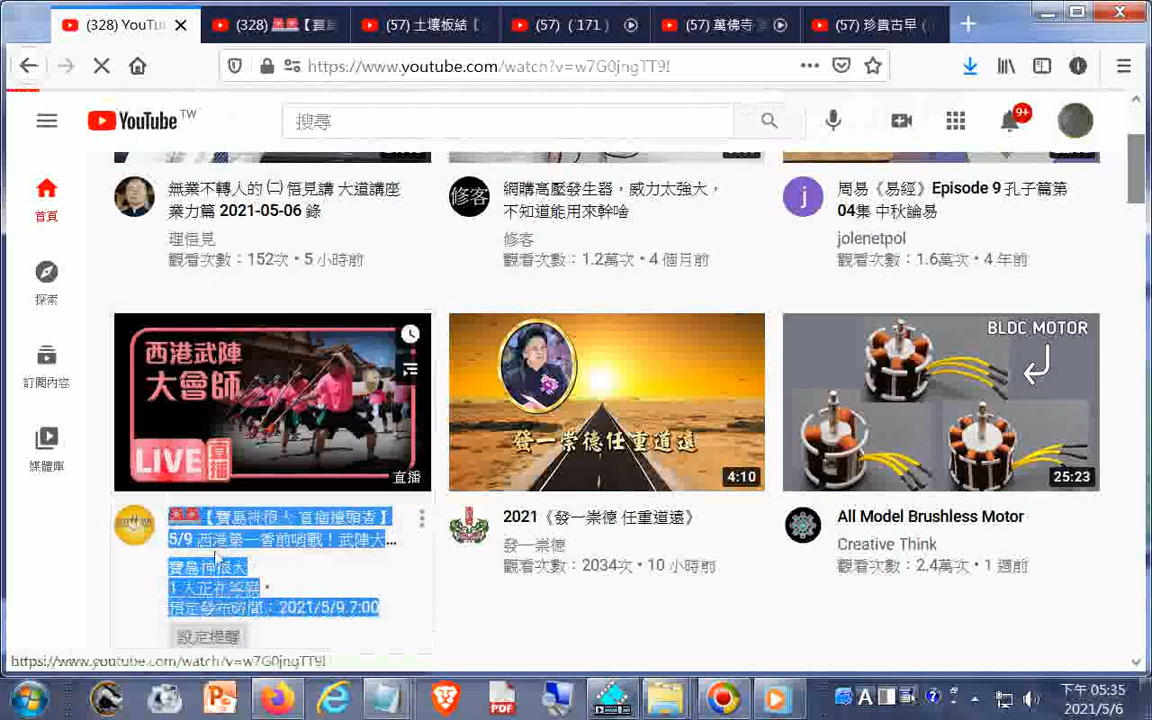 (328) YouTu
(328)
(57) 土壤板結
(57) ( 171 )
(57) 萬佛寺
(57) 珍貴古早
https://www.youtube.com/watch?v=w7G0jngTT9I
YouTube TW
搜尋
9+
首頁
探索
訂閱內容
媒體庫
無業不轉人的 ㈡ 悟見講 大道講座
業力篇 2021-05-06 錄
理悟見
觀看次數：152次 • 5 小時前
網購高壓發生器，威力太強大，
不知道能用來幹啥
修客
修客
觀看次數：1.2萬次 • 4 個月前
j
周易《易經》Episode 9 孔子篇第
04集 中秋論易
jolenetpol
觀看次數：1.6萬次 • 4 年前
西港武陣
大會師
LIVE 直播
直播
【寶島神很大 直播搶頭香】
5/9 西港第一香前哨戰！武陣大...
寶島神很大
1 人正在等候 •
預定發布時間：2021/5/9 7:00
設定提醒
發一崇德任重道遠
4:10
2021《發一崇德 任重道遠》
發一崇德
觀看次數：2034次 • 10 小時前
BLDC MOTOR
25:23
All Model Brushless Motor
Creative Think
觀看次數：2.4萬次 • 1 週前
https://www.youtube.com/watch?v=w7G0jngTT9I
下午 05:35
2021/5/6